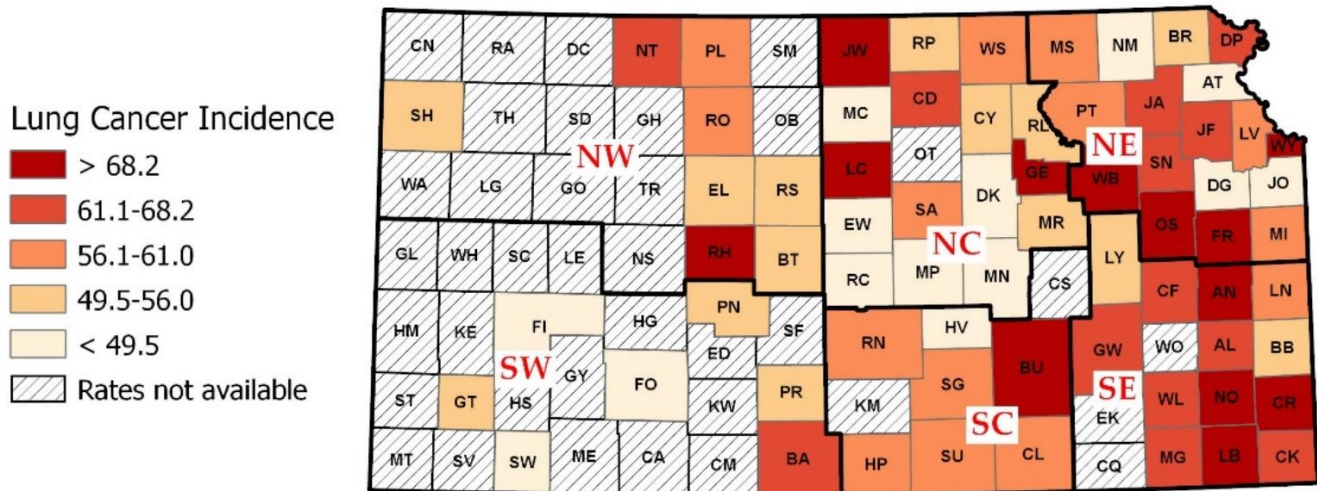 Lung Cancer Incidence
> 68.2
61.1-68.2
56.1-61.0
49.5-56.0
< 49.5
Rates not available
CN RA DC NT PL SM JW RP WS MS NM BR DP
SH TH SD GH RO OB MC CD CY RL PT JA AT JF LV WY
NW NE
WA LG GO TR EL RS LC OT GE WB SN DG JO
EW SA DK MR
NC
GL WH SC LE NS RH BT RC MP MN CS LY OS FR MI
HM KE FI HG PN SF RN HV BU CF AN LN
SW GY ED GW WO AL BB
ST GT HS FO KW PR KM SG SE
SC EK WL NO CR
MT SV SW ME CA CM BA HP SU CL CQ MG LB CK